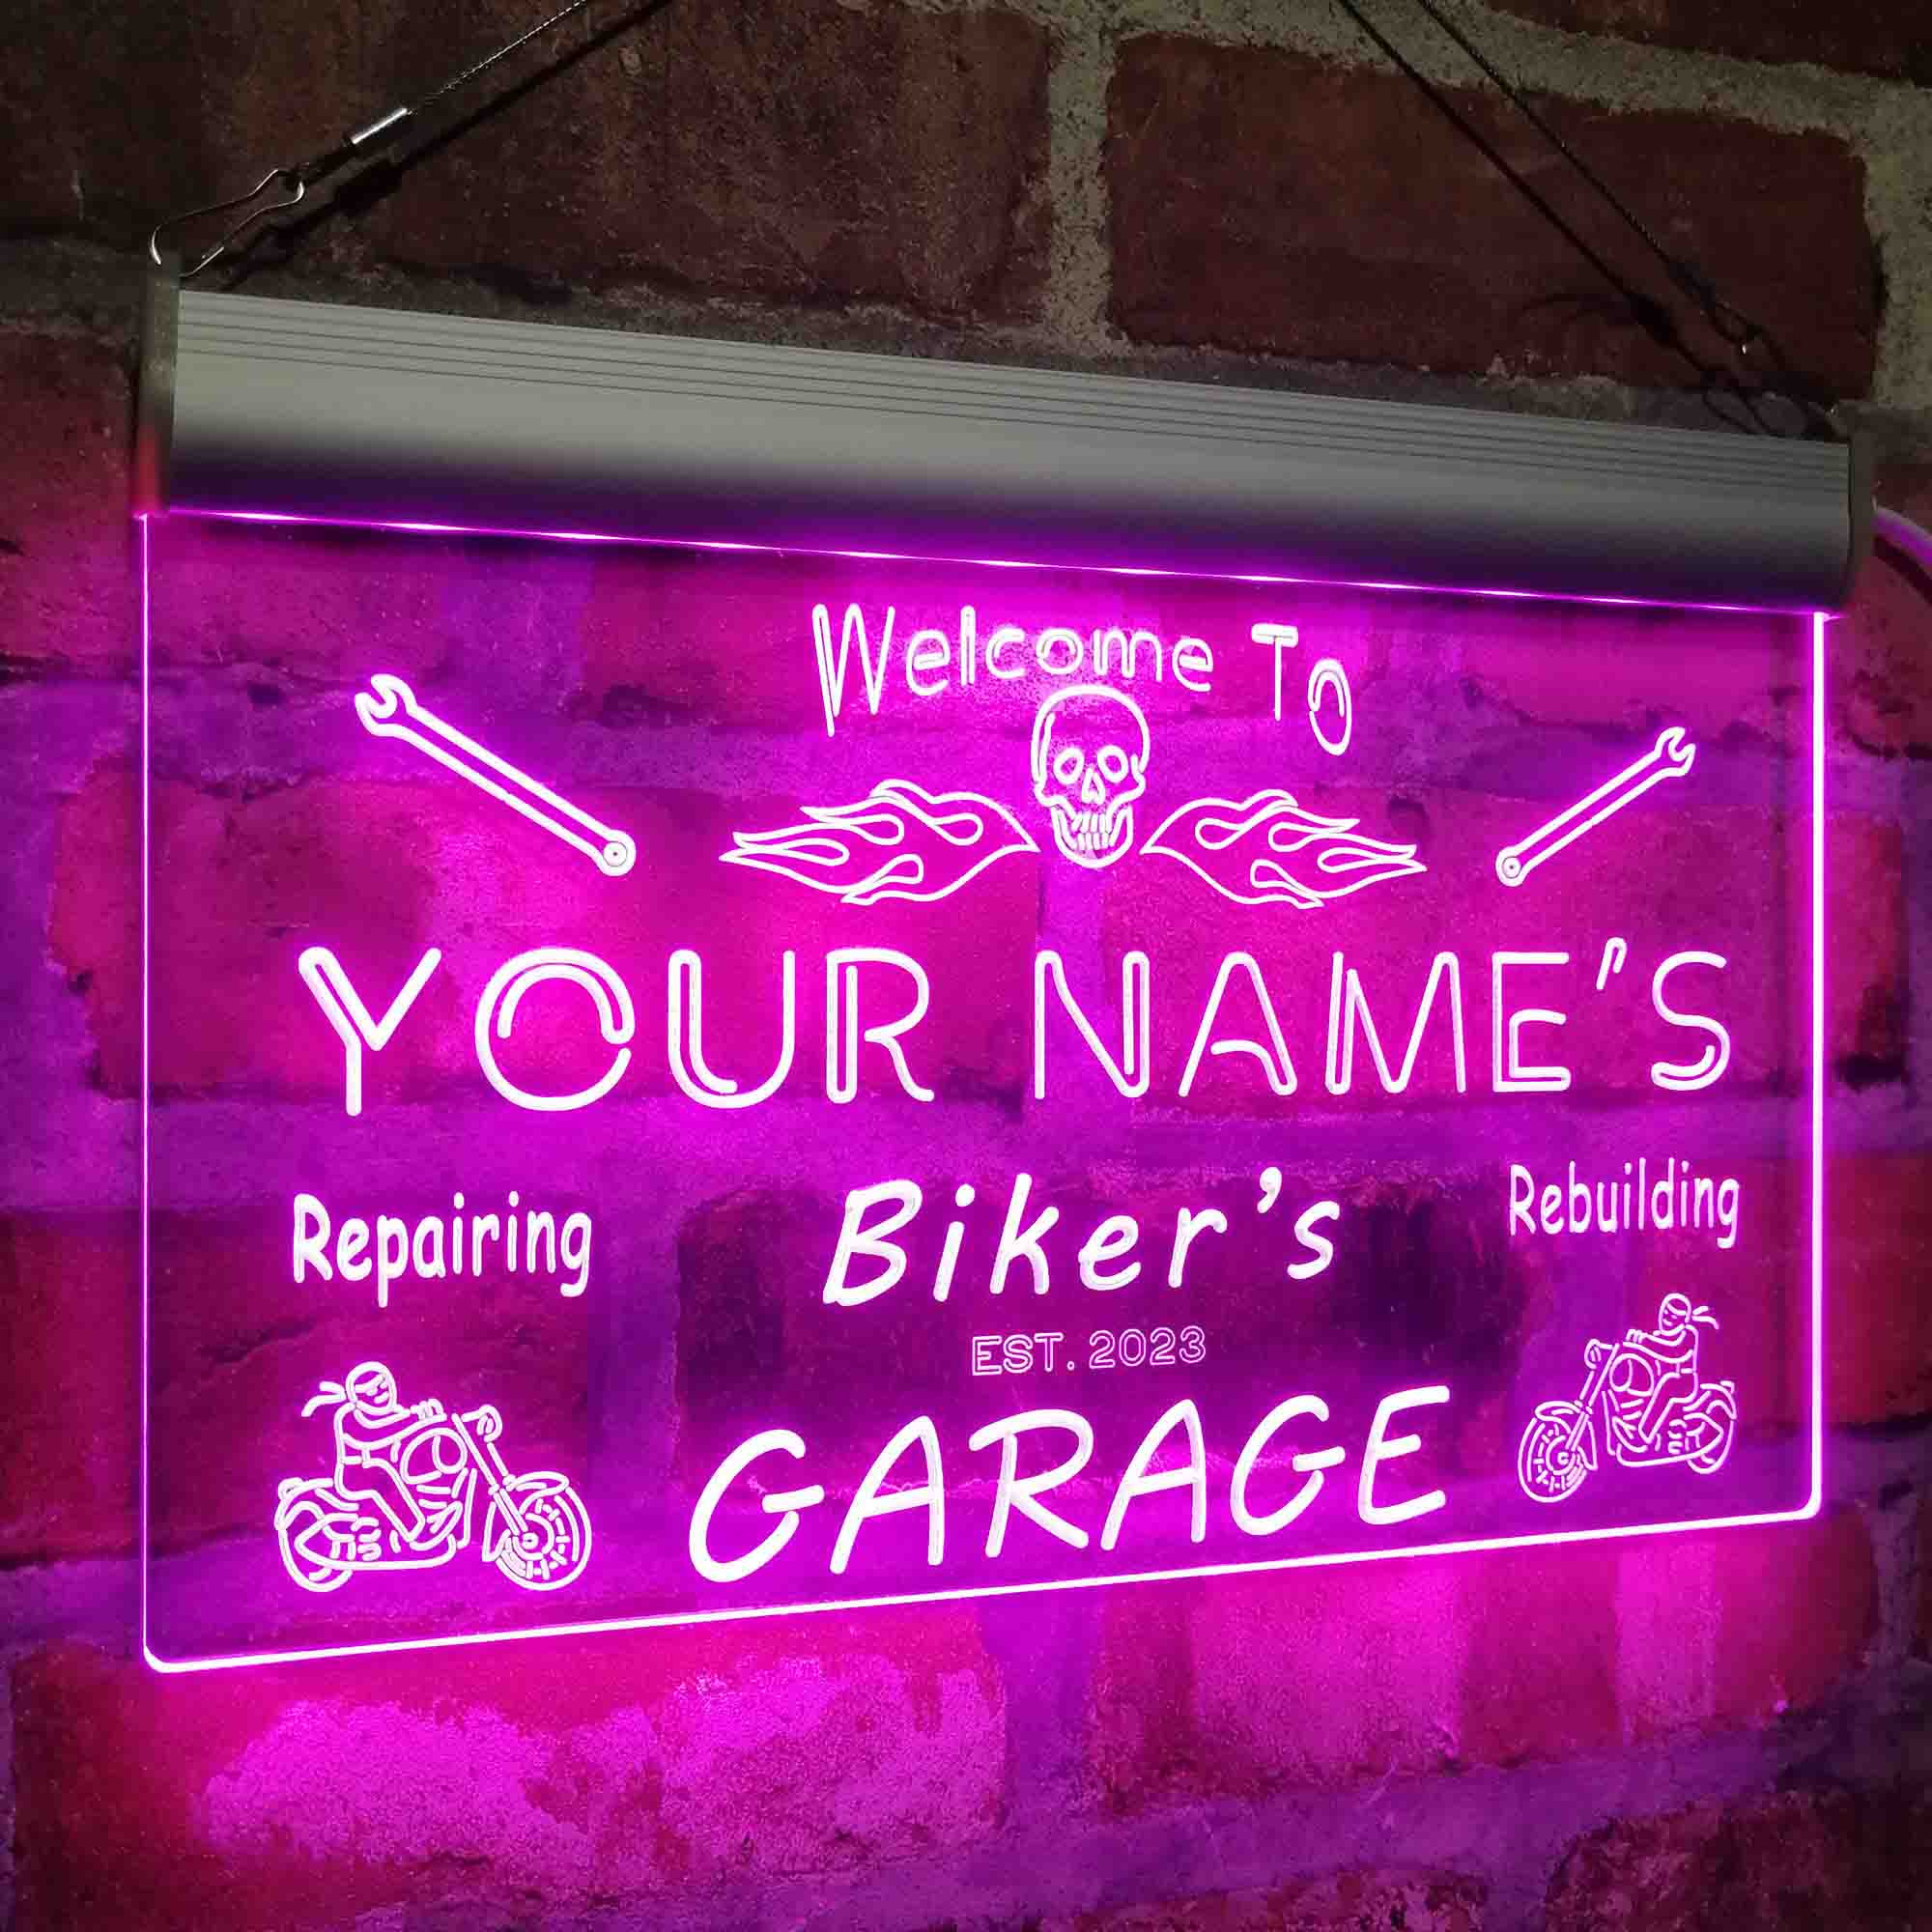 Welcome To
YOUR NAME'S
Repairing
Biker's
Rebuilding
EST. 2023
GARAGE